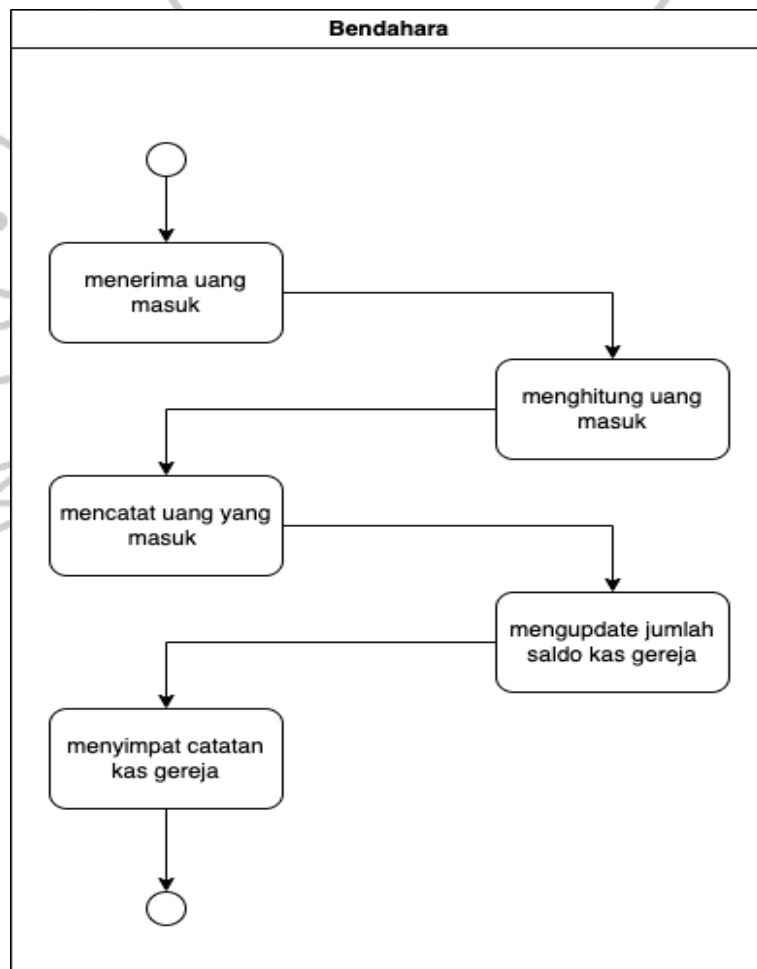 Bendahara
menerima uang
masuk
menghitung uang
masuk
mencatat uang yang
masuk
mengupdate jumlah
saldo kas gereja
menyimpat catatan
kas gereja